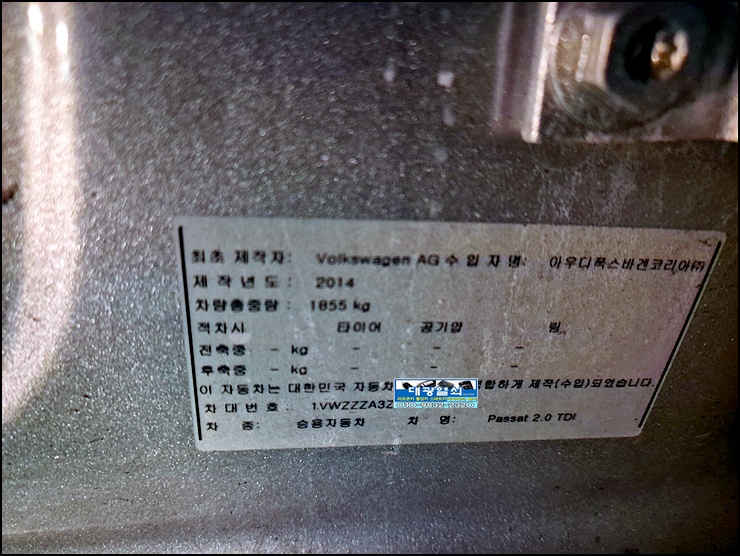 최초 제작자: Volkswagen AG 수 입 자 명: 아우디폭스바겐코리아㈜
제 작 년 도 : 2014
차량총중량 : 1855 kg
적차시 타이어 공기압 림
전축중 - kg - - -
후축중 - kg - - -
이 자동차는 대한민국 자동차 합하게 제작(수입)되었습니다.
차 대 번 호 . 1VWZZZA3Z
차 종: 승용자동차 차 명: Passat 2.0 TDI
대광열쇠